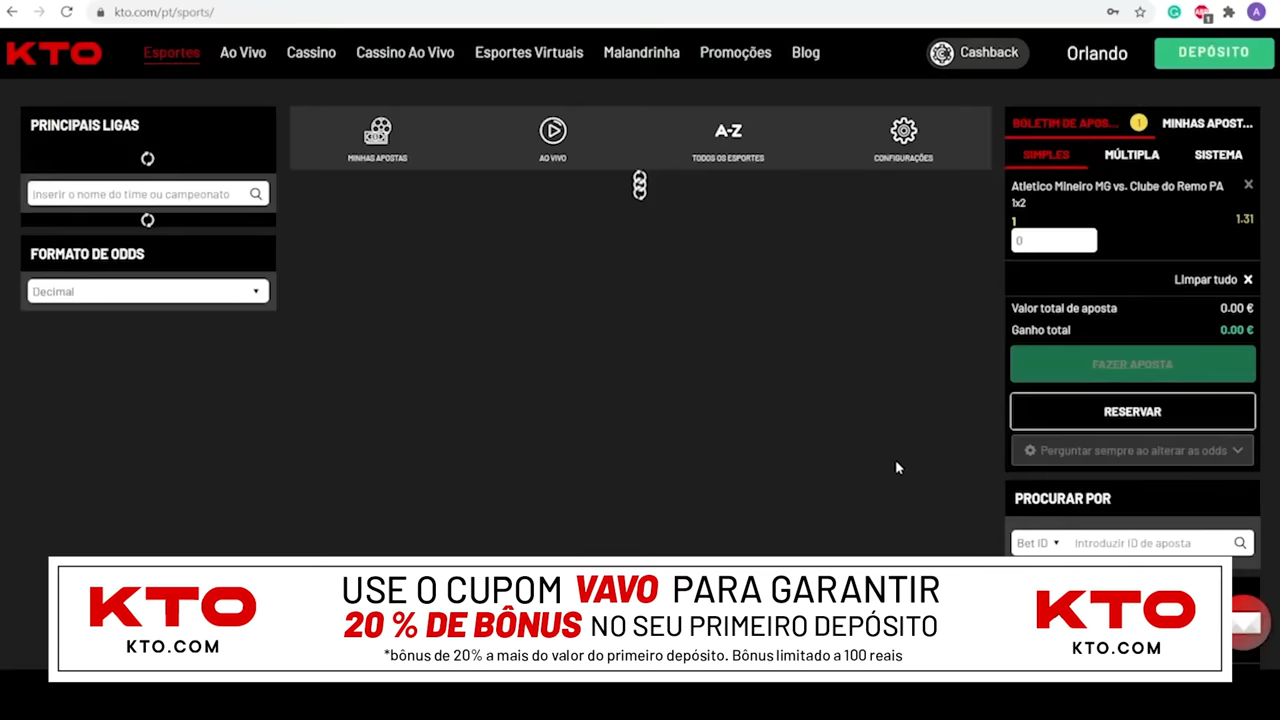 kto.com/pt/sports/
A
1
KTO
Esportes
Ao Vivo
Cassino
Cassino Ao Vivo
Esportes Virtuais
Malandrinha
Promoções
Blog
Cashback
Orlando
DEPÓSITO
PRINCIPAIS LIGAS
Inserir o nome do time ou campeonato
FORMATO DE ODDS
Decimal
MINHAS APOSTAS
AO VIVO
A-Z
TODOS OS ESPORTES
CONFIGURAÇÕES
BOLETIM DE APOS... 1
MINHAS APOST...
SIMPLES
MÚLTIPLA
SISTEMA
Atletico Mineiro MG vs. Clube do Remo PA
1x2
1 1.31
0
Limpar tudo
Valor total de aposta 0.00 €
Ganho total 0.00 €
FAZER APOSTA
RESERVAR
Perguntar sempre ao alterar as odds
PROCURAR POR
Bet ID Introduzir ID de aposta
KTO
KTO.COM
USE O CUPOM VAVO PARA GARANTIR
20 % DE BÔNUS NO SEU PRIMEIRO DEPÓSITO
*bônus de 20% a mais do valor do primeiro depósito. Bônus limitado a 100 reais
KTO
KTO.COM